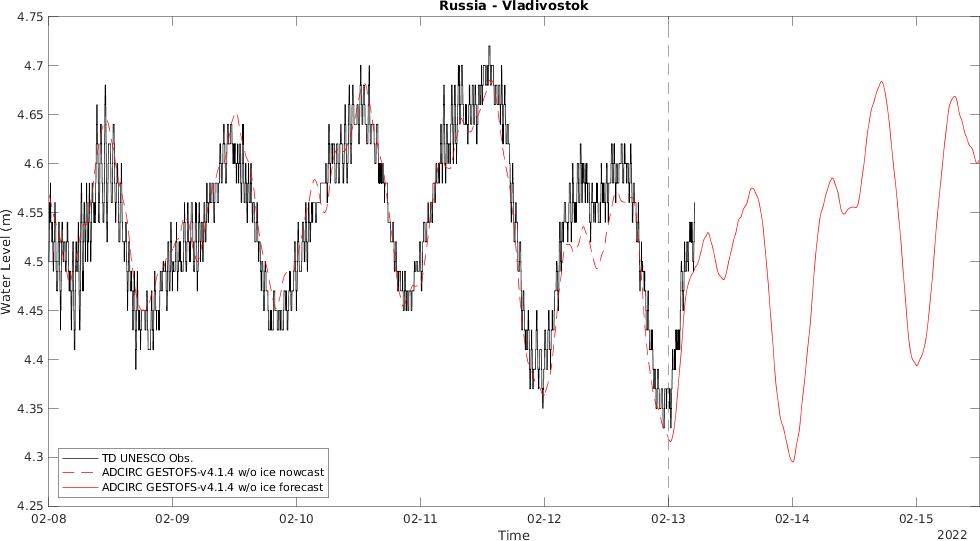 Russia - Vladivostok
4.75
4.7
4.65
4.6
4.55
4.5
4.45
4.4
4.35
4.3
4.25
Water Level (m)
TD UNESCO Obs.
ADCIRC GESTOFS-v4.1.4 w/o ice nowcast
ADCIRC GESTOFS-v4.1.4 w/o ice forecast
02-08 02-09 02-10 02-11 02-12 02-13 02-14 02-15
Time
2022